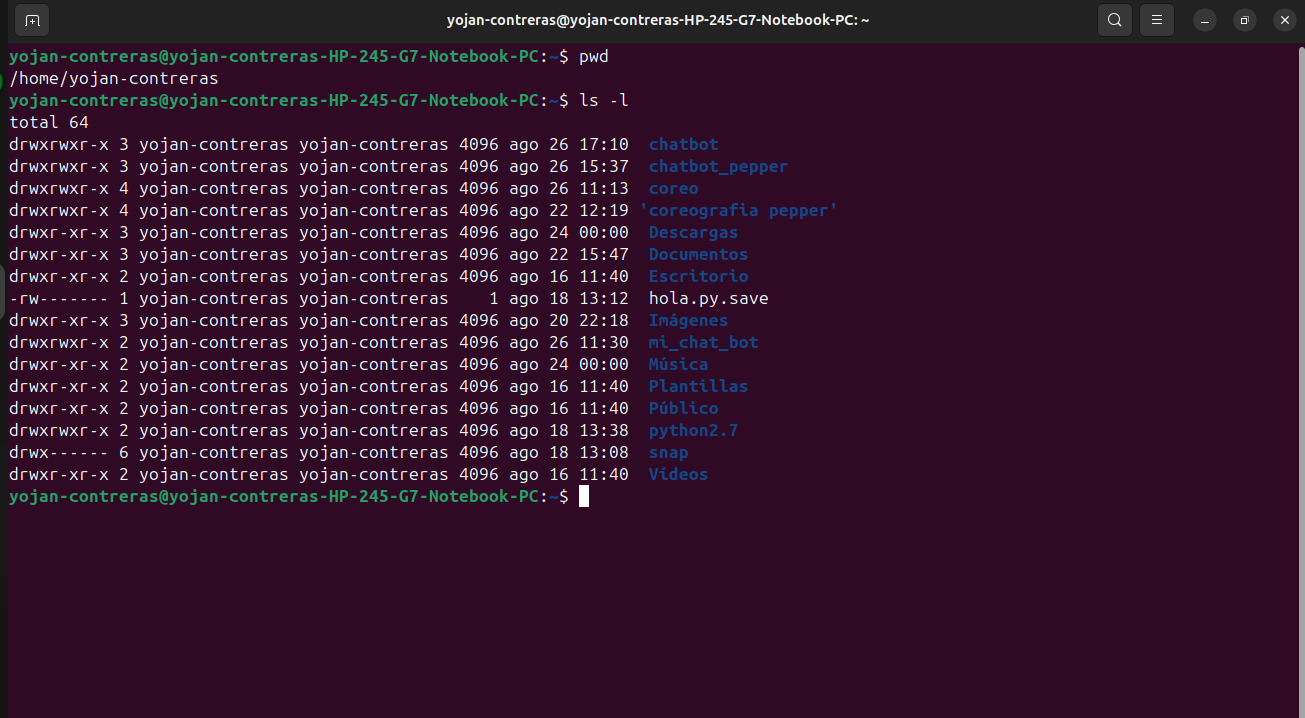 yojan-contreras@yojan-contreras-HP-245-G7-Notebook-PC: ~
yojan-contreras@yojan-contreras-HP-245-G7-Notebook-PC:~$ pwd
/home/yojan-contreras
yojan-contreras@yojan-contreras-HP-245-G7-Notebook-PC:~$ ls -l
total 64
drwxrwxr-x 3 yojan-contreras yojan-contreras 4096 ago 26 17:10  chatbot
drwxrwxr-x 3 yojan-contreras yojan-contreras 4096 ago 26 15:37  chatbot_pepper
drwxrwxr-x 4 yojan-contreras yojan-contreras 4096 ago 26 11:13  coreo
drwxrwxr-x 4 yojan-contreras yojan-contreras 4096 ago 22 12:19 'coreografia pepper'
drwxr-xr-x 3 yojan-contreras yojan-contreras 4096 ago 24 00:00  Descargas
drwxr-xr-x 3 yojan-contreras yojan-contreras 4096 ago 22 15:47  Documentos
drwxr-xr-x 2 yojan-contreras yojan-contreras 4096 ago 16 11:40  Escritorio
-rw------- 1 yojan-contreras yojan-contreras    1 ago 18 13:12  hola.py.save
drwxr-xr-x 3 yojan-contreras yojan-contreras 4096 ago 20 22:18  Imágenes
drwxrwxr-x 2 yojan-contreras yojan-contreras 4096 ago 26 11:30  mi_chat_bot
drwxr-xr-x 2 yojan-contreras yojan-contreras 4096 ago 24 00:00  Música
drwxr-xr-x 2 yojan-contreras yojan-contreras 4096 ago 16 11:40  Plantillas
drwxr-xr-x 2 yojan-contreras yojan-contreras 4096 ago 16 11:40  Público
drwxrwxr-x 2 yojan-contreras yojan-contreras 4096 ago 18 13:38  python2.7
drwx------ 6 yojan-contreras yojan-contreras 4096 ago 18 13:08  snap
drwxr-xr-x 2 yojan-contreras yojan-contreras 4096 ago 16 11:40  Vídeos
yojan-contreras@yojan-contreras-HP-245-G7-Notebook-PC:~$